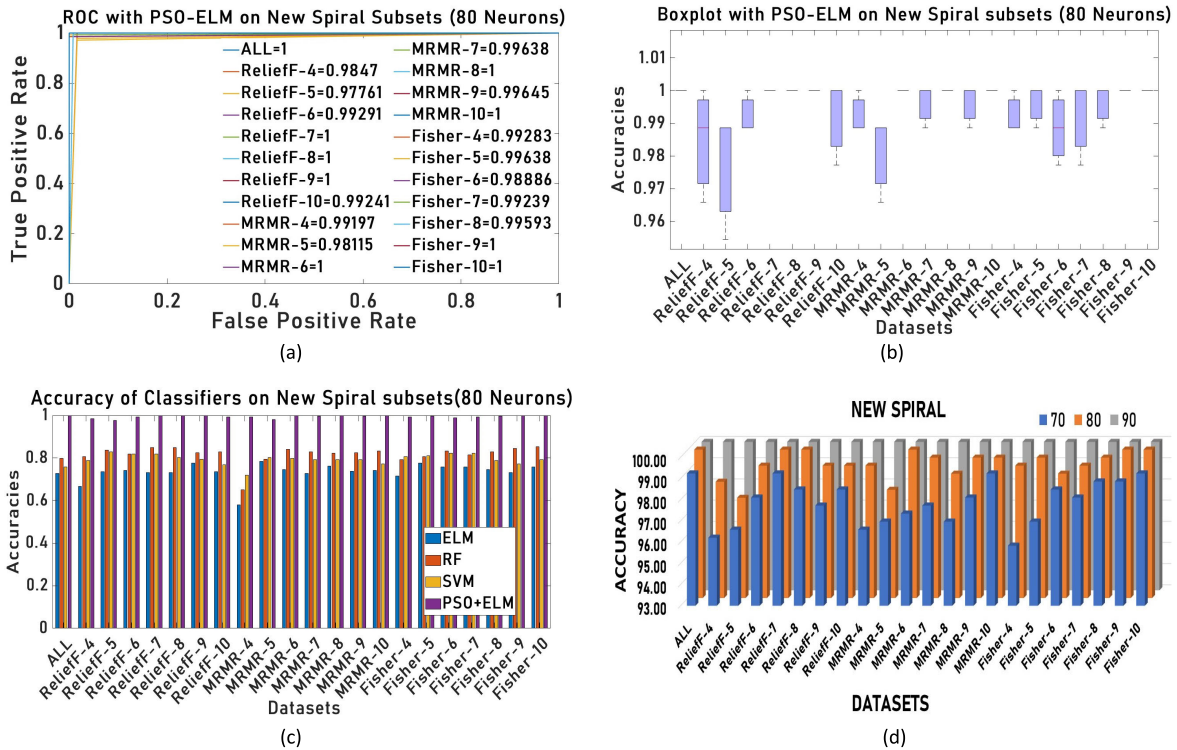 ROC with PSO-ELM on New Spiral Subsets (80 Neurons)
True Positive Rate
1
0.8
0.6
0.4
0.2
0
ALL=1
ReliefF-4=0.9847
ReliefF-5=0.97761
ReliefF-6=0.99291
ReliefF-7=1
ReliefF-8=1
ReliefF-9=1
ReliefF-10=0.99241
MRMR-4=0.99197
MRMR-5=0.98115
MRMR-6=1
MRMR-7=0.99638
MRMR-8=1
MRMR-9=0.99645
MRMR-10=1
Fisher-4=0.99283
Fisher-5=0.99638
Fisher-6=0.98886
Fisher-7=0.99239
Fisher-8=0.99593
Fisher-9=1
Fisher-10=1
0 0.2 0.4 0.6 0.8 1
False Positive Rate
(a)
Boxplot with PSO-ELM on New Spiral subsets (80 Neurons)
Accuracies
1.01
1
0.99
0.98
0.97
0.96
ALL
ReliefF-4
ReliefF-5
ReliefF-6
ReliefF-7
ReliefF-8
ReliefF-9
ReliefF-10
MRMR-4
MRMR-5
MRMR-6
MRMR-7
MRMR-8
MRMR-9
MRMR-10
Fisher-4
Fisher-5
Fisher-6
Fisher-7
Fisher-8
Fisher-9
Fisher-10
Datasets
(b)
Accuracy of Classifiers on New Spiral subsets(80 Neurons)
Accuracies
1
0.8
0.6
0.4
0.2
0
ELM
RF
SVM
PSO+ELM
ALL
ReliefF-4
ReliefF-5
ReliefF-6
ReliefF-7
ReliefF-8
ReliefF-9
ReliefF-10
MRMR-4
MRMR-5
MRMR-6
MRMR-7
MRMR-8
MRMR-9
MRMR-10
Fisher-4
Fisher-5
Fisher-6
Fisher-7
Fisher-8
Fisher-9
Fisher-10
Datasets
(c)
NEW SPIRAL
70 80 90
ACCURACY
100.00
99.00
98.00
97.00
96.00
95.00
94.00
93.00
ALL
ReliefF-4
ReliefF-5
ReliefF-6
ReliefF-7
ReliefF-8
ReliefF-9
ReliefF-10
MRMR-4
MRMR-5
MRMR-6
MRMR-7
MRMR-8
MRMR-9
MRMR-10
Fisher-4
Fisher-5
Fisher-6
Fisher-7
Fisher-8
Fisher-9
Fisher-10
DATASETS
(d)